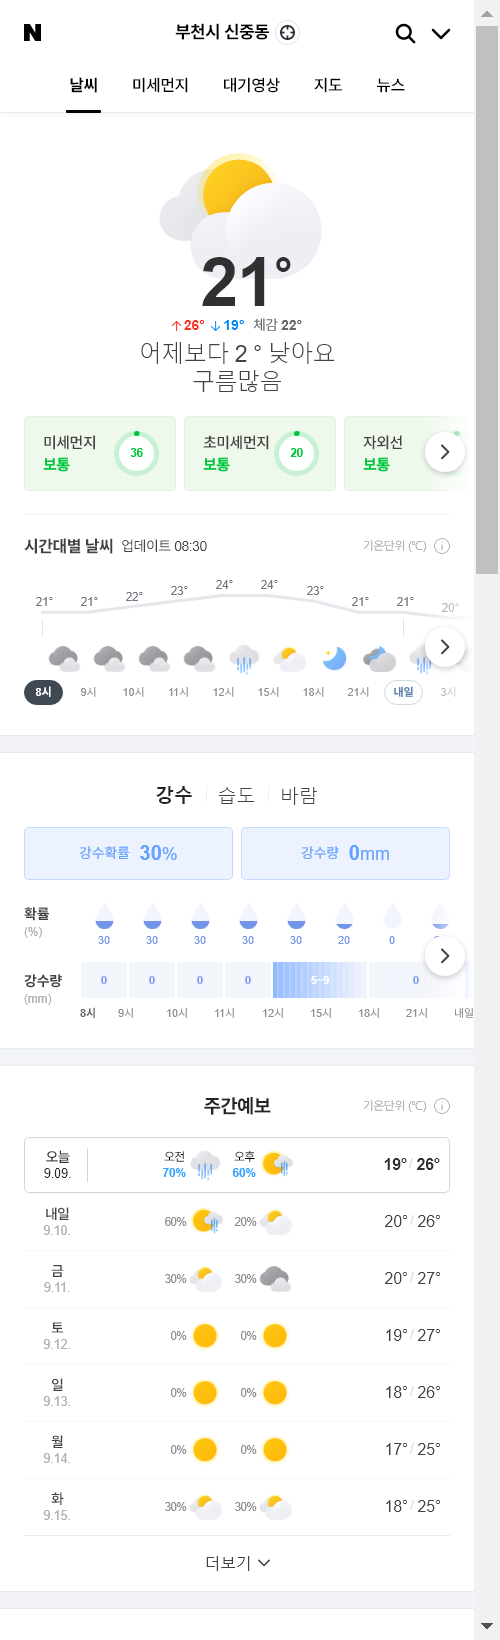 N
부천시 신중동
날씨 미세먼지 대기영상 지도 뉴스
21°
↑26° ↓19° 체감 22°
어제보다 2 ° 낮아요
구름많음
미세먼지 초미세먼지 자외선
보통 36 보통 20 보통
시간대별 날씨 업데이트 08:30 기온단위 (℃) i
21° 21° 22° 23° 24° 24° 23° 21° 21° 20°
8시 9시 10시 11시 12시 15시 18시 21시 내일 3시
강수 습도 바람
강수확률 30% 강수량 0mm
확률
(%)
30 30 30 30 30 20 0
강수량
(mm)
0 0 0 0 5~9 0
8시 9시 10시 11시 12시 15시 18시 21시 내일
주간예보 기온단위 (℃) i
오늘 오전 오후
9.09. 70% 60% 19° / 26°
내일
9.10. 60% 20% 20° / 26°
금
9.11. 30% 30% 20° / 27°
토
9.12. 0% 0% 19° / 27°
일
9.13. 0% 0% 18° / 26°
월
9.14. 0% 0% 17° / 25°
화
9.15. 30% 30% 18° / 25°
더보기